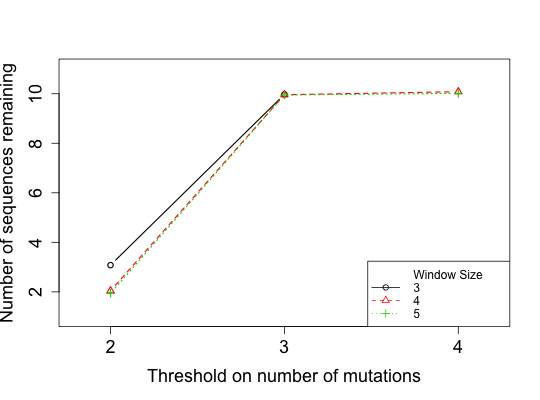 Number of sequences remaining
10
8
6
4
2
2 3 4
Threshold on number of mutations
Window Size
3
4
5